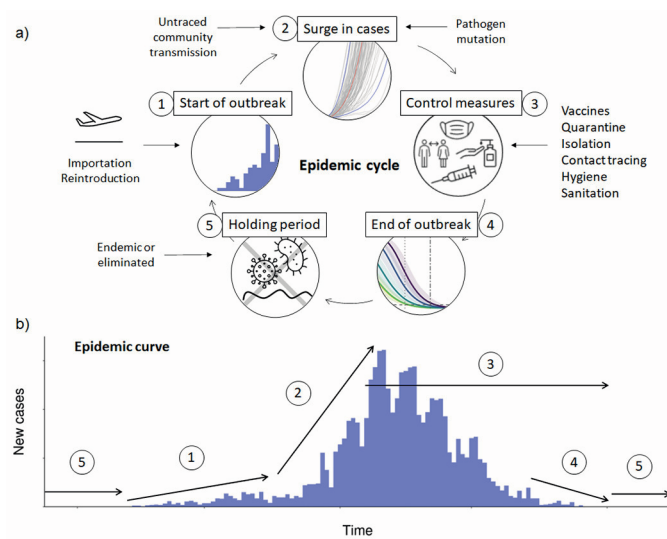 a)
Untraced
community
transmission
2
Surge in cases
Pathogen
mutation
1
Start of outbreak
Control measures
3
Importation
Reintroduction
Epidemic cycle
Vaccines
Quarantine
Isolation
Contact tracing
Hygiene
Sanitation
5
Holding period
End of outbreak
4
Endemic or
eliminated
b)
Epidemic curve
New cases
5
1
2
3
4
5
Time